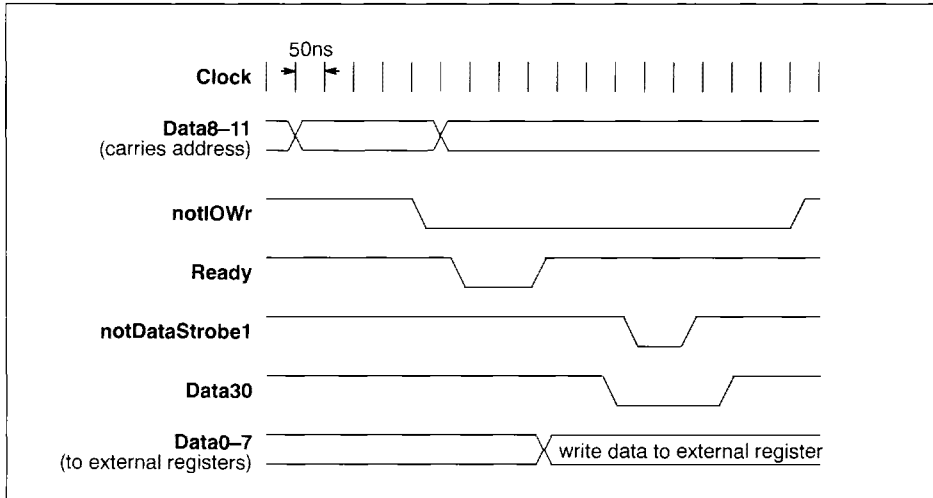 50ns
Clock
Data8–11
(carries address)
notIOWr
Ready
notDataStrobe1
Data30
Data0–7
(to external registers)
write data to external register